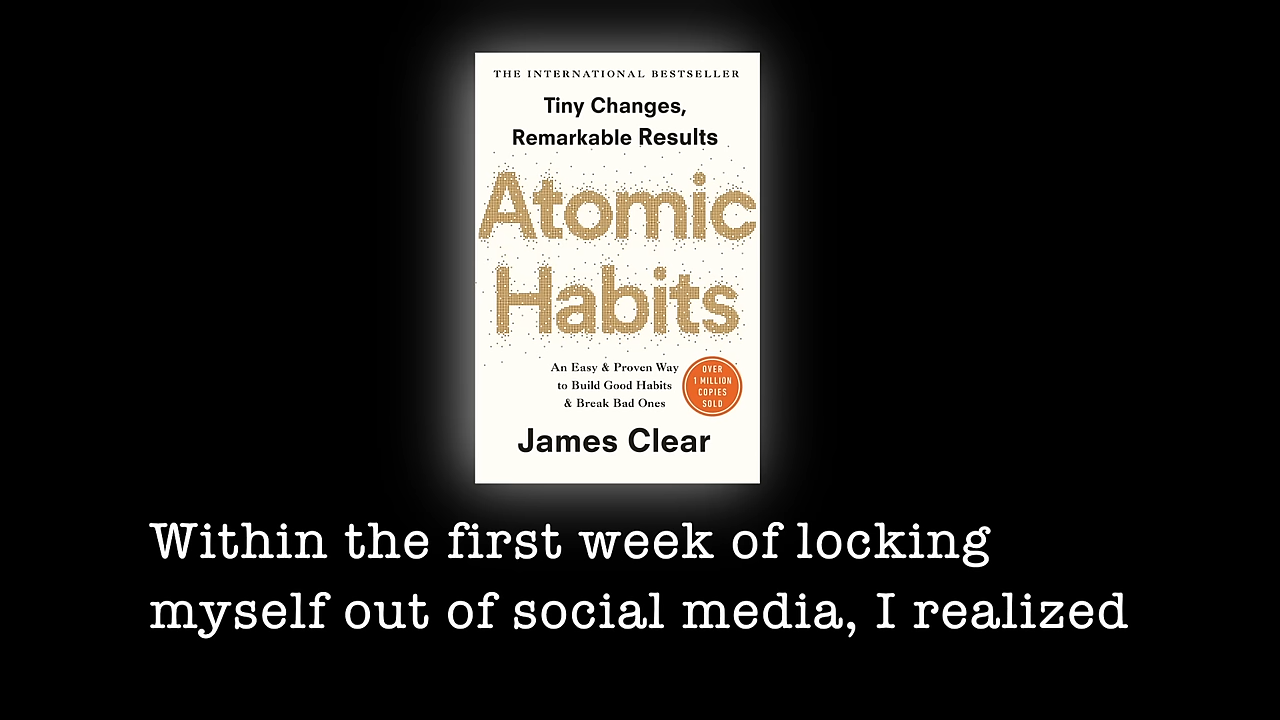 THE INTERNATIONAL BESTSELLER
Tiny Changes,
Remarkable Results
Atomic
Habits
An Easy & Proven Way
to Build Good Habits
& Break Bad Ones
OVER
1 MILLION
COPIES
SOLD
James Clear
Within the first week of locking
myself out of social media, I realized